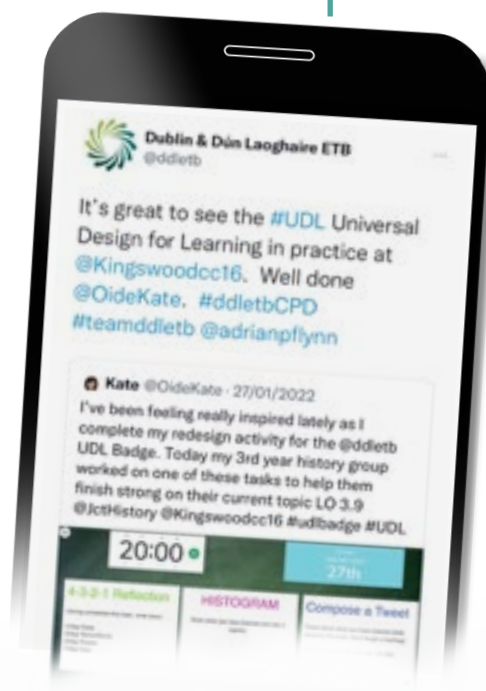 Dublin & Dún Laoghaire ETB
@ddletb
It's great to see the #UDL Universal
Design for Learning in practice at
@Kingswoodcc16. Well done
@OideKate. #ddletbCPD
#teamddletb @adrianpflynn
Kate @OideKate · 27/01/2022
I've been feeling really inspired lately as I
complete my redesign activity for the @ddletb
UDL Badge. Today my 3rd year history group
worked on one of these tasks to help them
finish strong on their current topic LO 3.9
@JctHistory @Kingswoodcc16 #udlbadge #UDL
20:00
27th
4-3-2-1 Reflection
HISTOGRAM
Compose a Tweet